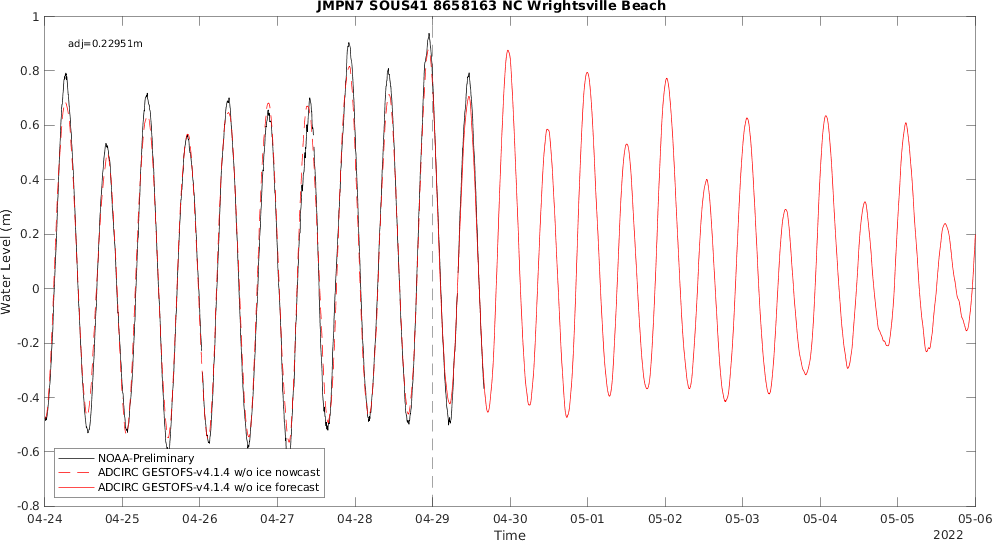 JMPN7 SOUS41 8658163 NC Wrightsville Beach
adj=0.22951m
1
0.8
0.6
0.4
0.2
0
-0.2
-0.4
-0.6
-0.8
Water Level (m)
NOAA-Preliminary
ADCIRC GESTOFS-v4.1.4 w/o ice nowcast
ADCIRC GESTOFS-v4.1.4 w/o ice forecast
04-24 04-25 04-26 04-27 04-28 04-29 04-30 05-01 05-02 05-03 05-04 05-05 05-06
Time
2022